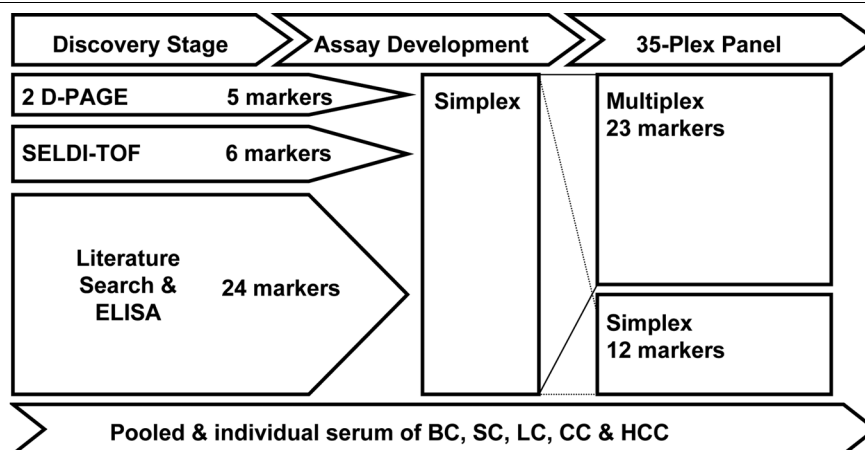 Discovery Stage
Assay Development
35-Plex Panel
2 D-PAGE 5 markers
SELDI-TOF 6 markers
Literature
Search &
ELISA
24 markers
Simplex
Multiplex
23 markers
Simplex
12 markers
Pooled & individual serum of BC, SC, LC, CC & HCC